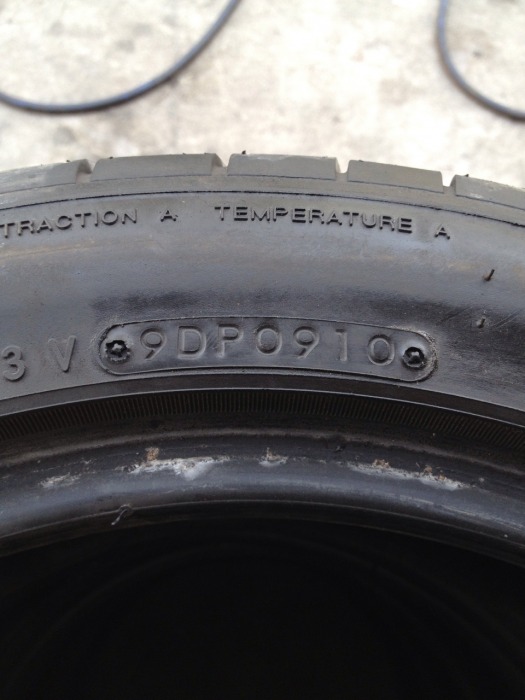 TRACTION A TEMPERATURE A
3 V 9DP0910